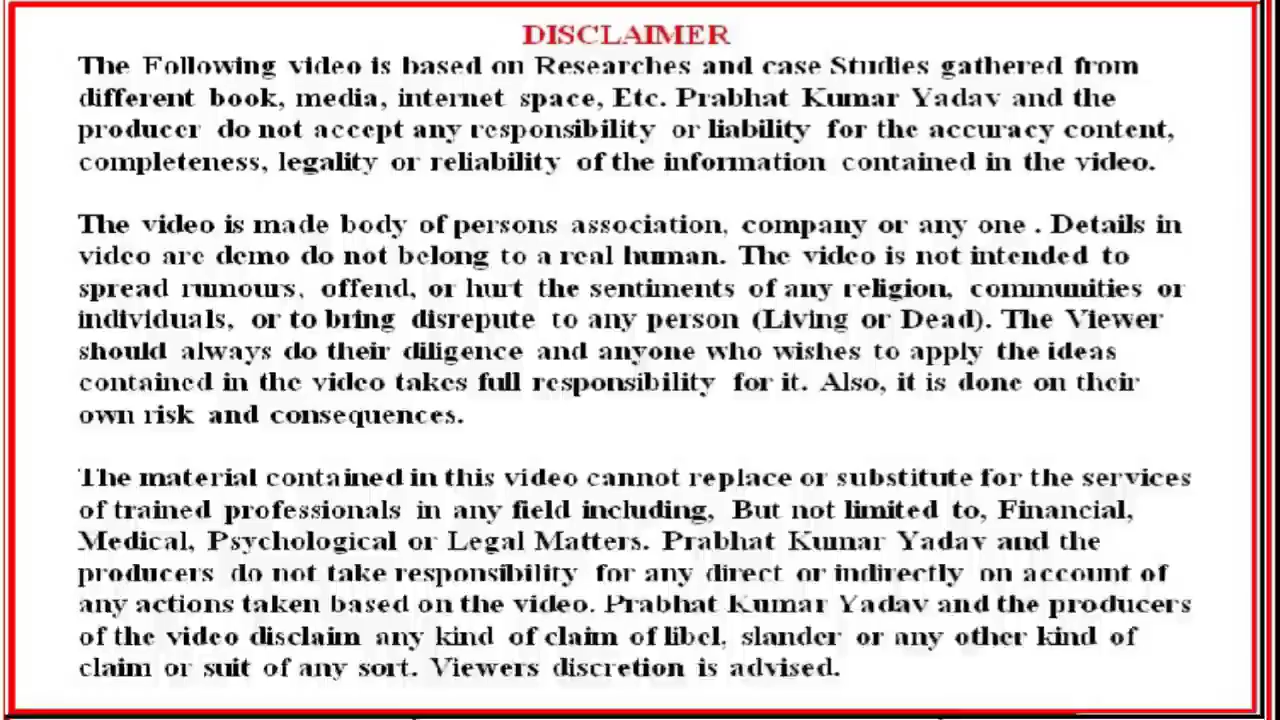 DISCLAIMER
The Following video is based on Researches and case Studies gathered from
different book, media, internet space, Etc. Prabhat Kumar Yadav and the
producer do not accept any responsibility or liability for the accuracy content,
completeness, legality or reliability of the information contained in the video.
The video is made body of persons association, company or any one . Details in
video are demo do not belong to a real human. The video is not intended to
spread rumours, offend, or hurt the sentiments of any religion, communities or
individuals, or to bring disrepute to any person (Living or Dead). The Viewer
should always do their diligence and anyone who wishes to apply the ideas
contained in the video takes full responsibility for it. Also, it is done on their
own risk and consequences.
The material contained in this video cannot replace or substitute for the services
of trained professionals in any field including, But not limited to, Financial,
Medical, Psychological or Legal Matters. Prabhat Kumar Yadav and the
producers do not take responsibility for any direct or indirectly on account of
any actions taken based on the video. Prabhat Kumar Yadav and the producers
of the video disclaim any kind of claim of libel, slander or any other kind of
claim or suit of any sort. Viewers discretion is advised.